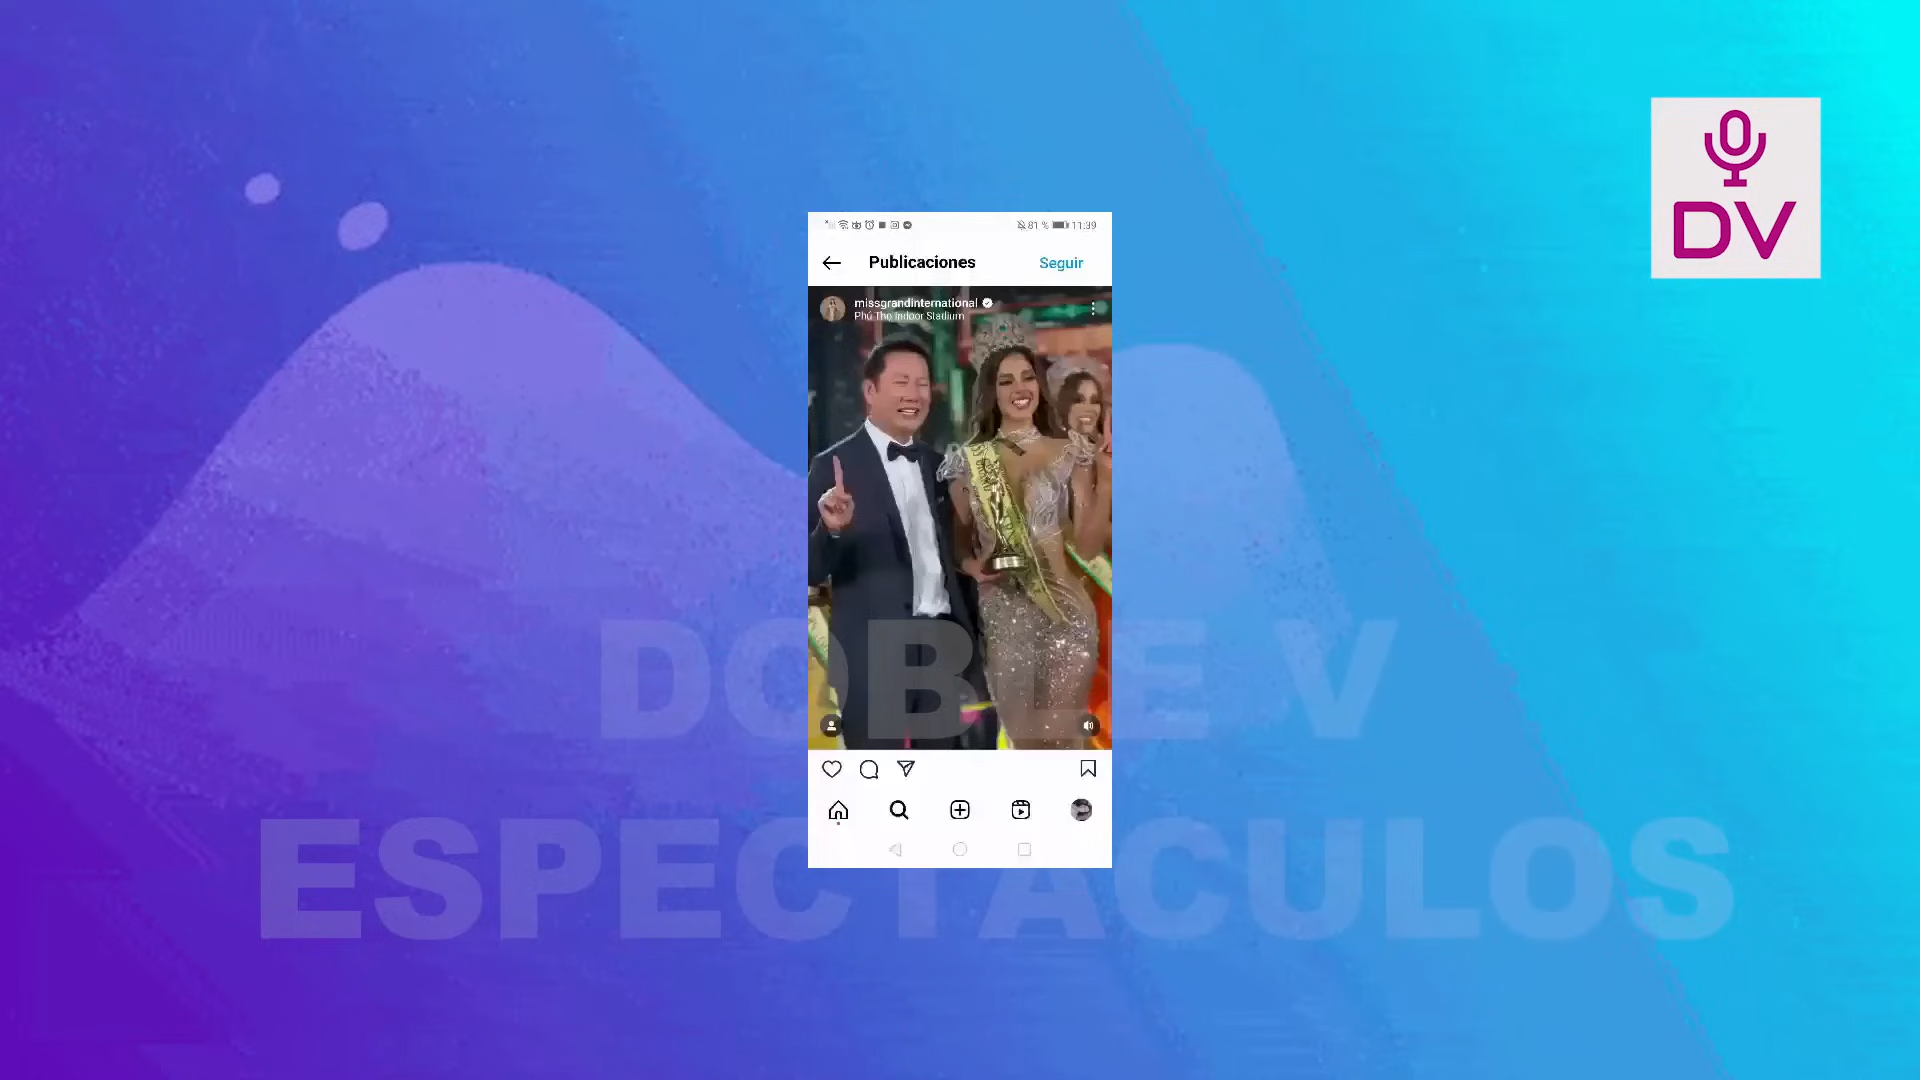 DV
81 %
11:39
Publicaciones
Seguir
missgrandinternational
Phú Thọ Indoor Stadium
DOBLE V
ESPECTACULOS